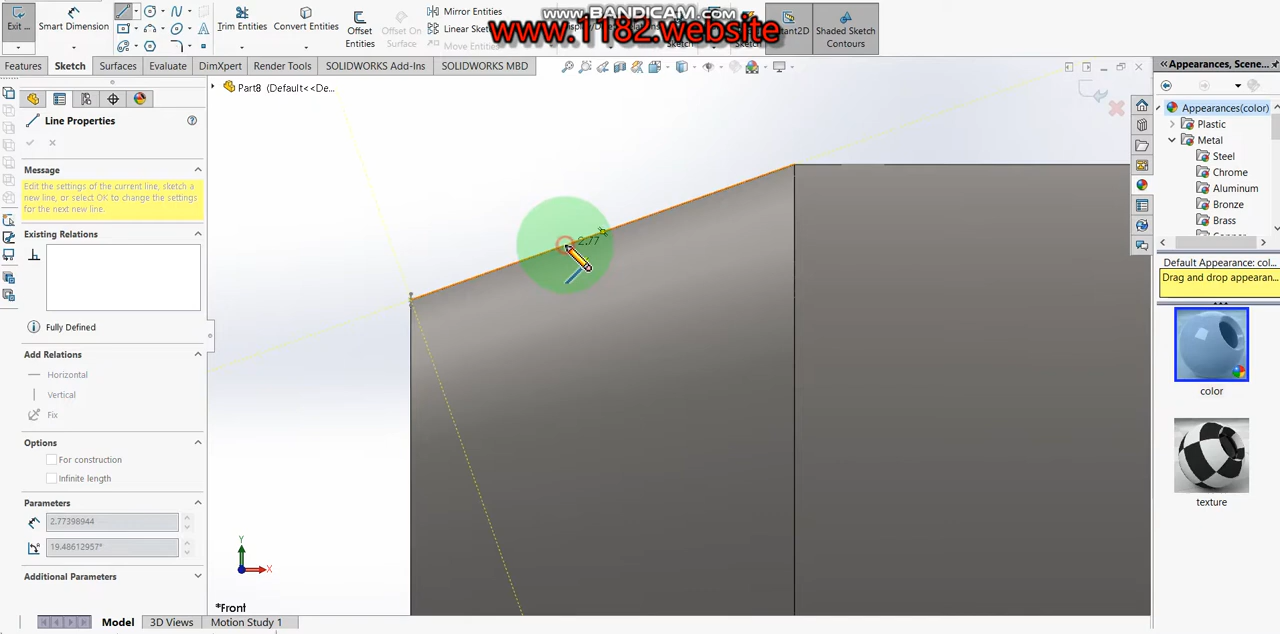 www.BANDICAM.com
www.1182.website
Exit ...
Smart Dimension
Trim Entities
Convert Entities
Offset
Entities
Offset On
Surface
Mirror Entities
Linear Sketch
Move Entities
Sketch
Sketch
Instant2D
Shaded Sketch
Contours
Features
Sketch
Surfaces
Evaluate
DimXpert
Render Tools
SOLIDWORKS Add-Ins
SOLIDWORKS MBD
Part8 (Default<<De...
Line Properties
Message
Edit the settings of the current line, sketch a
new line, or select OK to change the settings
for the next new line.
Existing Relations
Fully Defined
Add Relations
Horizontal
Vertical
Fix
Options
For construction
Infinite length
Parameters
2.77398944
19.48612957°
Additional Parameters
2.77
Y
X
*Front
Model
3D Views
Motion Study 1
Appearances, Scene...
Appearances(color)
Plastic
Metal
Steel
Chrome
Aluminum
Bronze
Brass
Default Appearance: col...
Drag and drop appearan...
color
texture